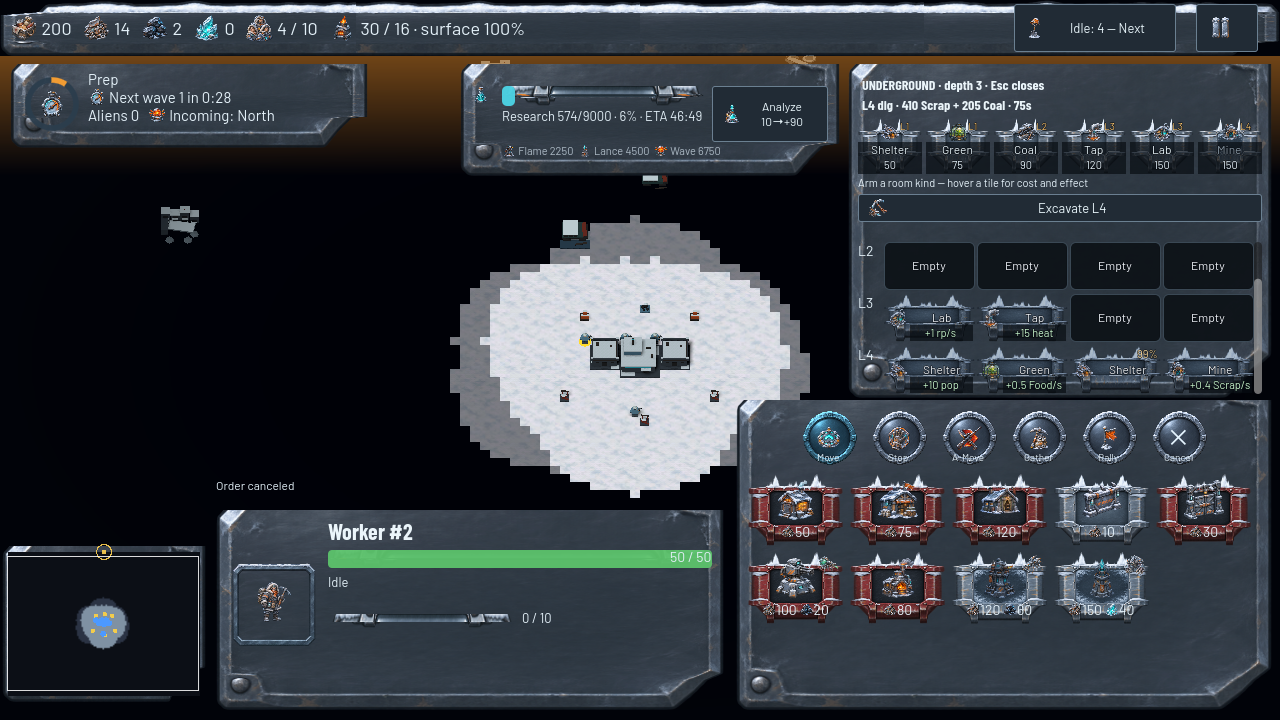 200 14 2 0 4 / 10 30 / 16 · surface 100%
Idle: 4 — Next
Prep
Next wave 1 in 0:28
Aliens 0 Incoming: North
Research 574/9000 · 6% · ETA 46:49
Flame 2250 Lance 4500 Wave 6750
Analyze
10→+90
UNDERGROUND · depth 3 · Esc closes
L4 dig · 410 Scrap + 205 Coal · 75s
Shelter Green Coal Tap Lab Mine
50 75 90 120 150 150
Arm a room kind — hover a tile for cost and effect
Excavate L4
L2 Empty Empty Empty Empty
L3 Lab Tap Empty Empty
+1 rp/s +15 heat
L4 Shelter Green Shelter 99% Mine
+10 pop +0.5 Food/s +0.4 Scrap/s
Move Stop A-Move Gather Rally Cancel
50 75 120 10 30
100 20 80 120 80 150 40
Order canceled
Worker #2
50 / 50
Idle
0 / 10